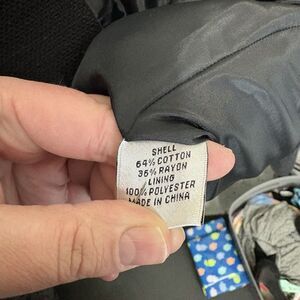 SHELL
64% COTTON
36% RAYON
LINING
100% POLYESTER
MADE IN CHINA